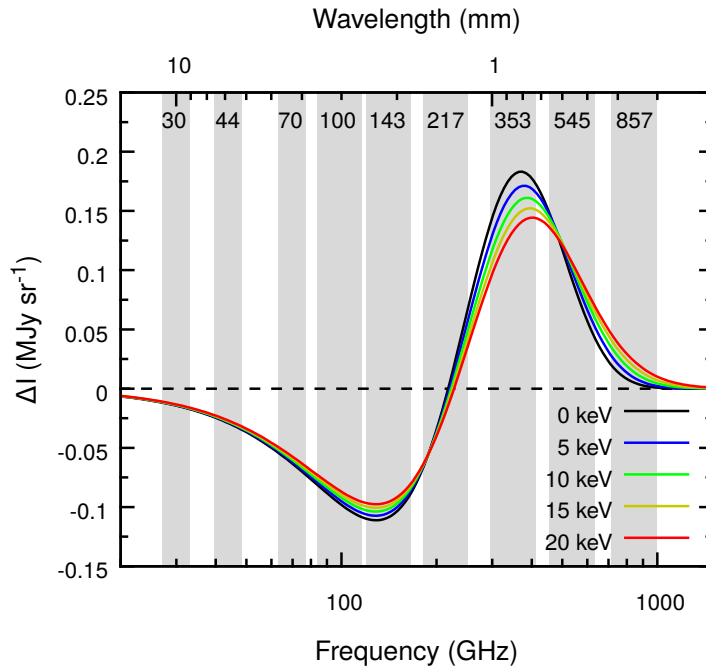 Wavelength (mm)
10 1
0.25
30 44 70 100 143 217 353 545 857
0.2
0.15
0.1
0.05
0
-0.05
-0.1
-0.15
ΔI (MJy sr⁻¹)
0 keV
5 keV
10 keV
15 keV
20 keV
100 1000
Frequency (GHz)